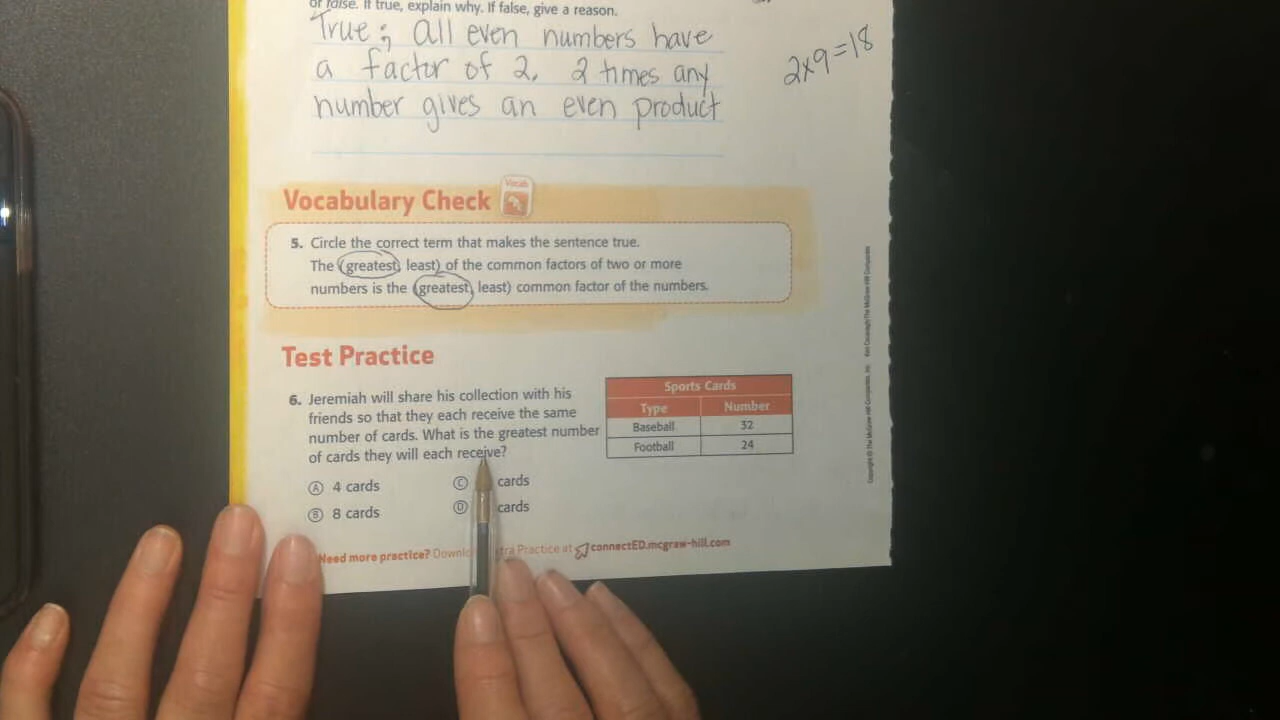 or false. If true, explain why. If false, give a reason.
True; all even numbers have
a factor of 2. 2 times any
number gives an even product
2x9=18
Vocabulary Check
Vocab
5. Circle the correct term that makes the sentence true.
The (greatest, least) of the common factors of two or more
numbers is the (greatest, least) common factor of the numbers.
Test Practice
6. Jeremiah will share his collection with his
friends so that they each receive the same
number of cards. What is the greatest number
of cards they will each receive?
Sports Cards
Type Number
Baseball 32
Football 24
A 4 cards
C cards
B 8 cards
D cards
Need more practice? Downlo Practice at connectED.mcgraw-hill.com
Copyright © The McGraw-Hill Companies, Inc.